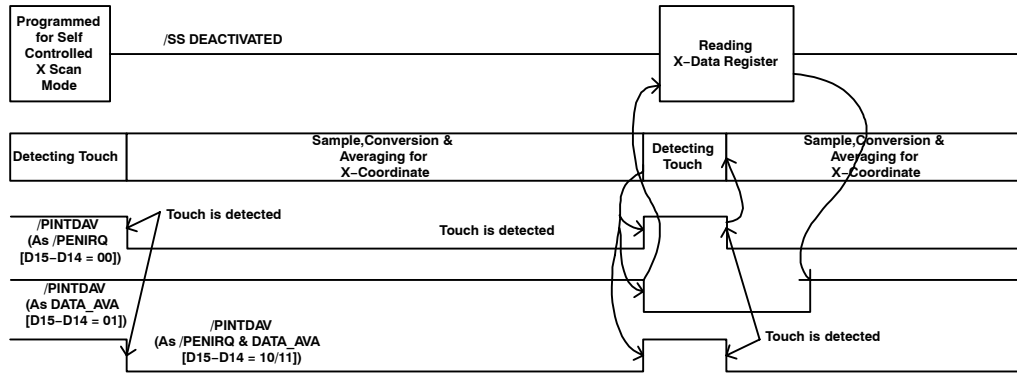 Programmed
for Self
Controlled
X Scan
Mode
/SS DEACTIVATED
Reading
X−Data Register
Detecting Touch
Sample,Conversion &
Averaging for
X−Coordinate
Detecting
Touch
Sample,Conversion &
Averaging for
X−Coordinate
/PINTDAV
(As /PENIRQ
[D15−D14 = 00])
Touch is detected
Touch is detected
/PINTDAV
(As DATA_AVA
[D15−D14 = 01])
/PINTDAV
(As /PENIRQ & DATA_AVA
[D15−D14 = 10/11])
Touch is detected